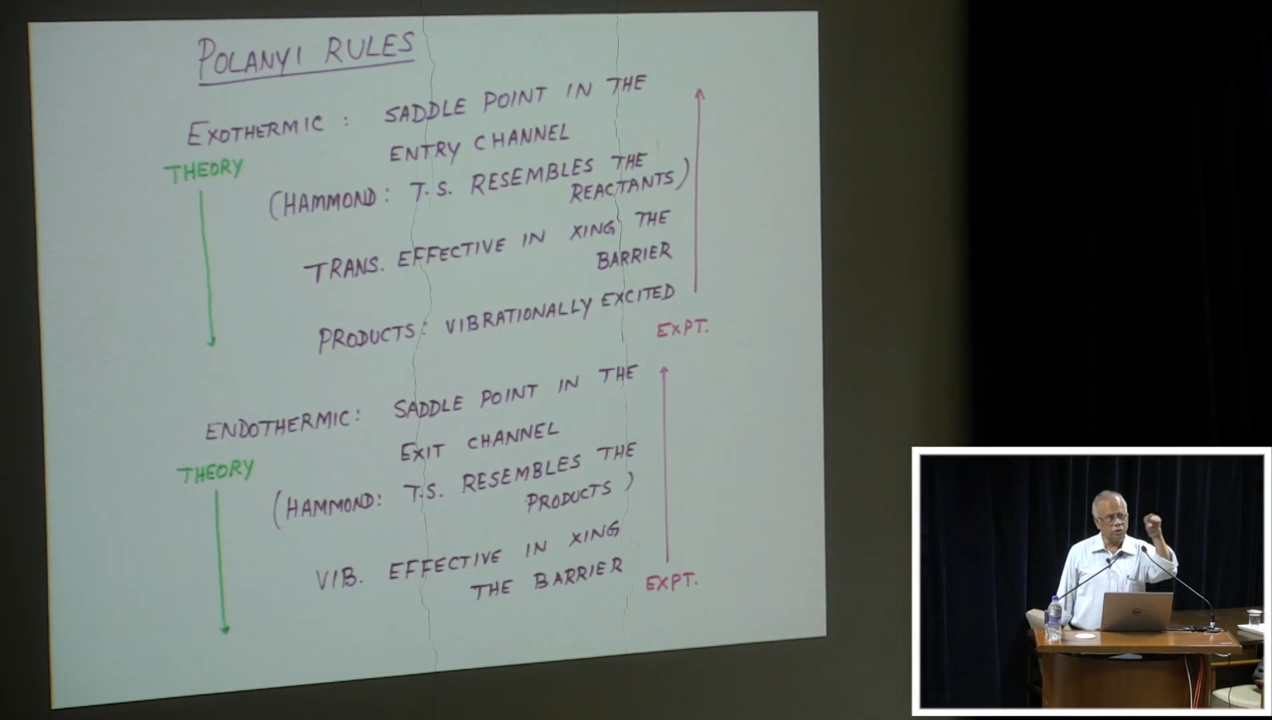 POLANYI RULES
EXOTHERMIC : SADDLE POINT IN THE
ENTRY CHANNEL
THEORY
(HAMMOND: T.S. RESEMBLES THE
REACTANTS)
TRANS. EFFECTIVE IN XING THE
BARRIER
PRODUCTS: VIBRATIONALLY EXCITED
EXPT.
ENDOTHERMIC: SADDLE POINT IN THE
EXIT CHANNEL
THEORY
(HAMMOND: T.S. RESEMBLES THE
PRODUCTS)
VIB. EFFECTIVE IN XING
THE BARRIER
EXPT.